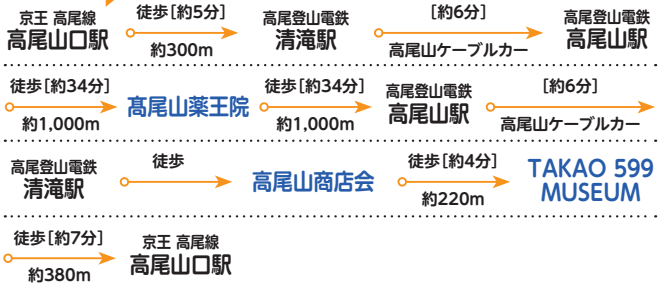 京王 高尾線
高尾山口駅
徒歩[約5分]
約300m
高尾登山電鉄
清滝駅
[約6分]
高尾山ケーブルカー
高尾登山電鉄
高尾山駅
徒歩[約34分]
約1,000m
髙尾山薬王院
徒歩[約34分]
約1,000m
高尾登山電鉄
高尾山駅
[約6分]
高尾山ケーブルカー
高尾登山電鉄
清滝駅
徒歩
高尾山商店会
徒歩[約4分]
約220m
TAKAO 599
MUSEUM
徒歩[約7分]
約380m
京王 高尾線
高尾山口駅